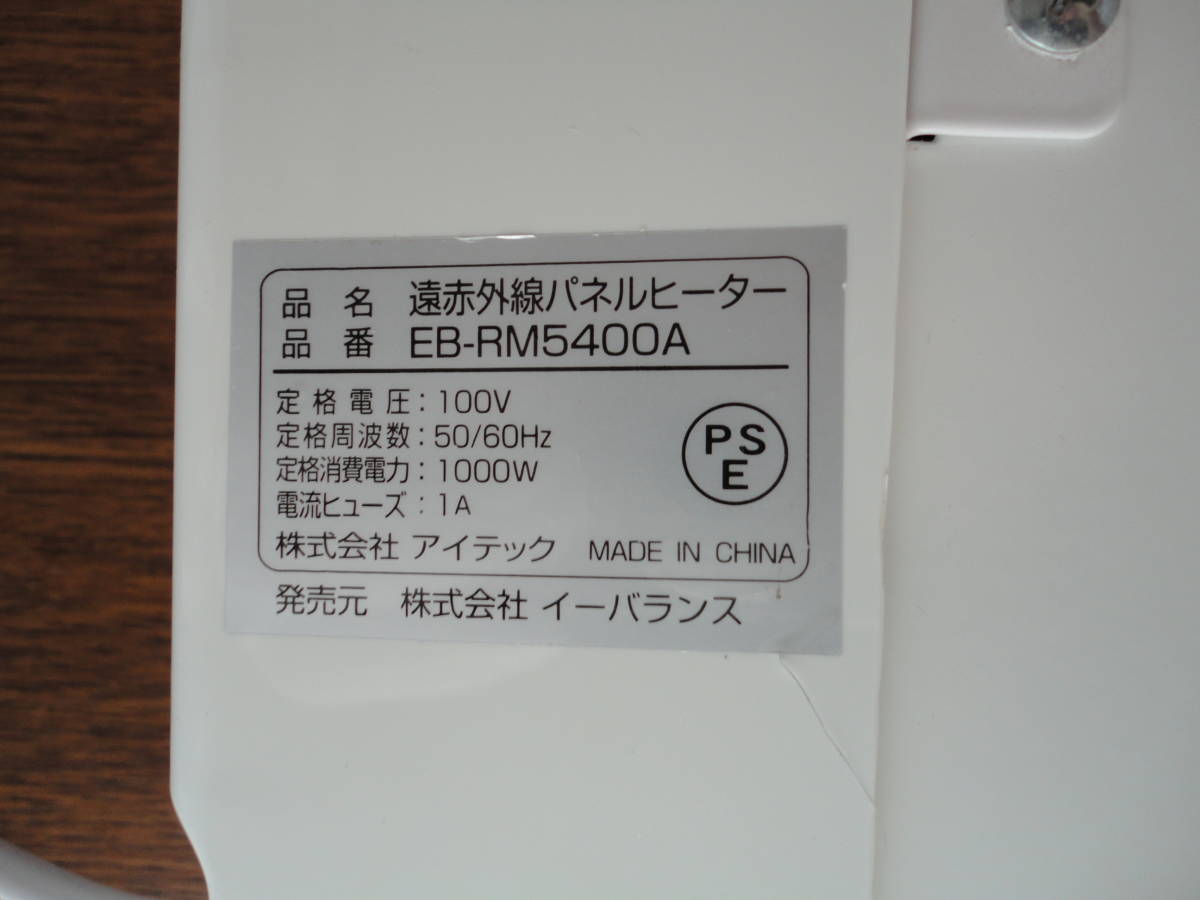 品名 遠赤外線パネルヒーター
品番 EB-RM5400A
定格電圧：100V
定格周波数：50/60Hz
定格消費電力：1000W
電流ヒューズ：1A
PS
E
株式会社 アイテック MADE IN CHINA
発売元 株式会社 イーバランス